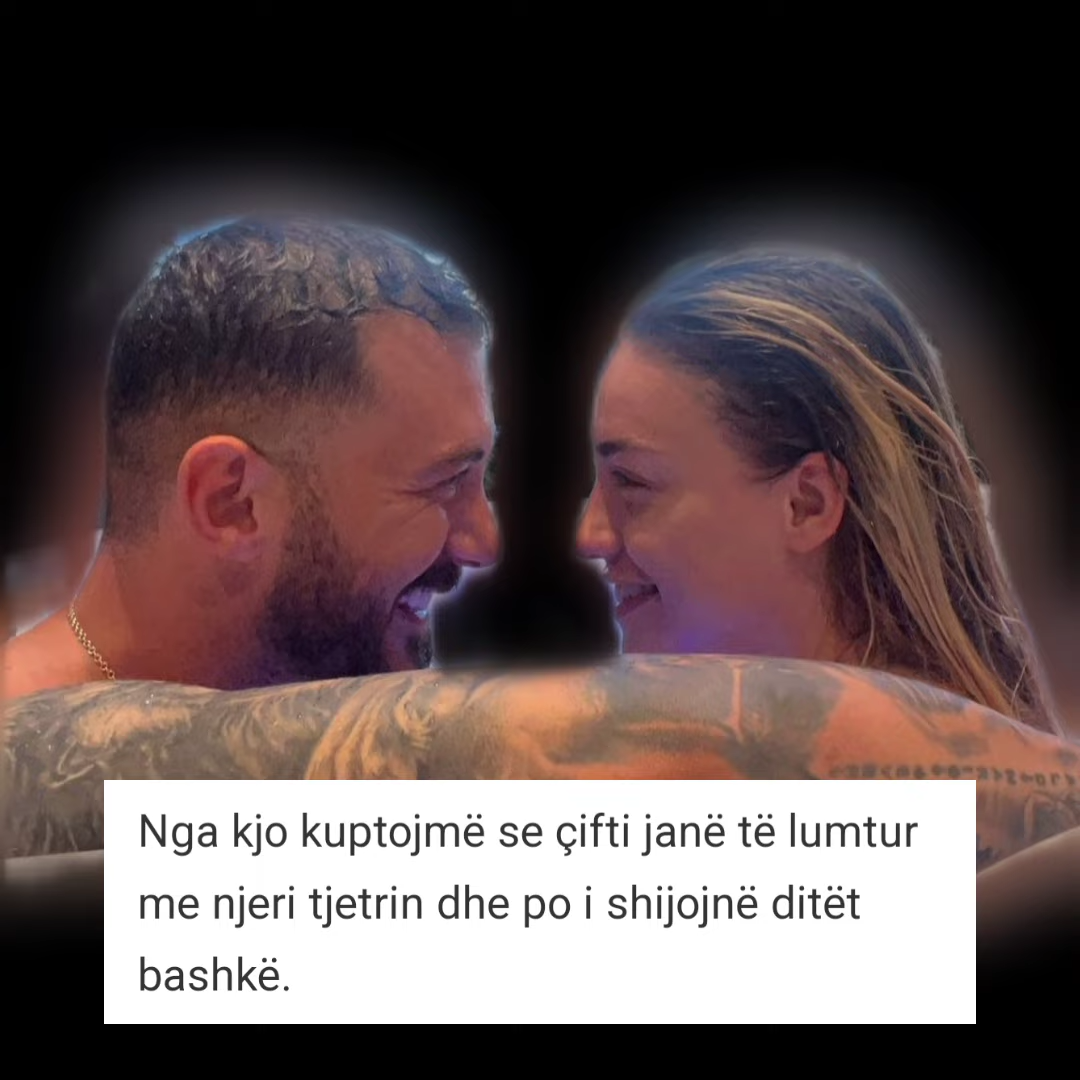 Nga kjo kuptojmë se çifti janë të lumtur
me njeri tjetrin dhe po i shijojnë ditët
bashkë.